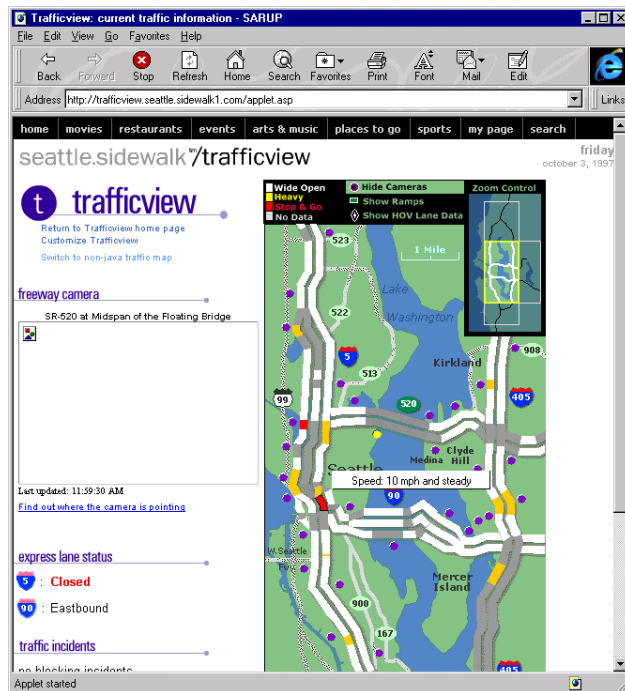 Trafficview: current traffic information - SARUP
File Edit View Go Favorites Help
Back Forward Stop Refresh Home Search Favorites Print Font Mail Edit
Address http://trafficview.seattle.sidewalk1.com/applet.asp Links
home movies restaurants events arts & music places to go sports my page search
seattle.sidewalk™/trafficview
friday
october 3, 1997
t trafficview
Return to Trafficview home page
Customize Trafficview
Switch to non-java traffic map
freeway camera
SR-520 at Midspan of the Floating Bridge
Last updated: 11:59:30 AM
Find out where the camera is pointing
express lane status
5 : Closed
90 : Eastbound
traffic incidents
no blocking incidents
Wide Open
Heavy
Stop & Go
No Data
Hide Cameras
Show Ramps
Show HOV Lane Data
Zoom Control
523
1 Mile
Lake
Washington
522
5
Kirkland
908
513
405
99
520
Clyde
Hill
Medina
Seattle
Speed: 10 mph and steady
90
W.Seattle
Fwy.
Mercer
Island
900
167
5
405
Applet started